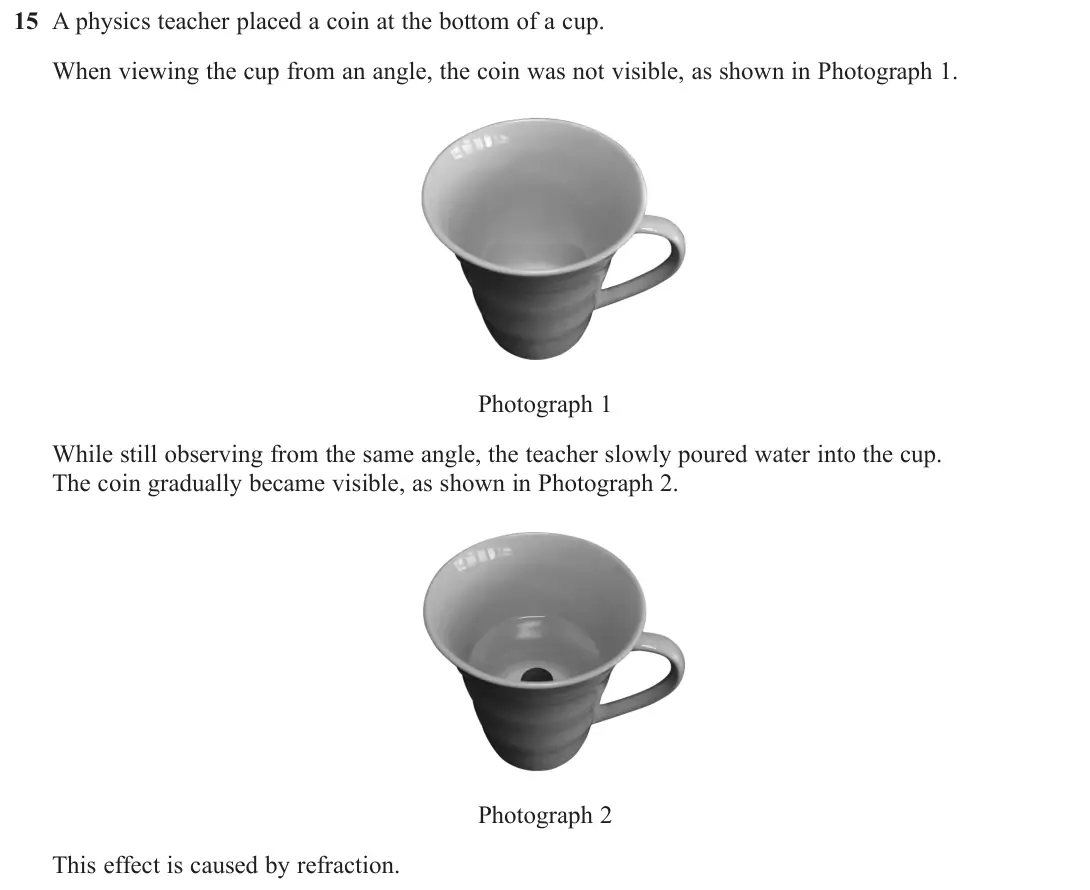 15 A physics teacher placed a coin at the bottom of a cup.
When viewing the cup from an angle, the coin was not visible, as shown in Photograph 1.
Photograph 1
While still observing from the same angle, the teacher slowly poured water into the cup.
The coin gradually became visible, as shown in Photograph 2.
Photograph 2
This effect is caused by refraction.